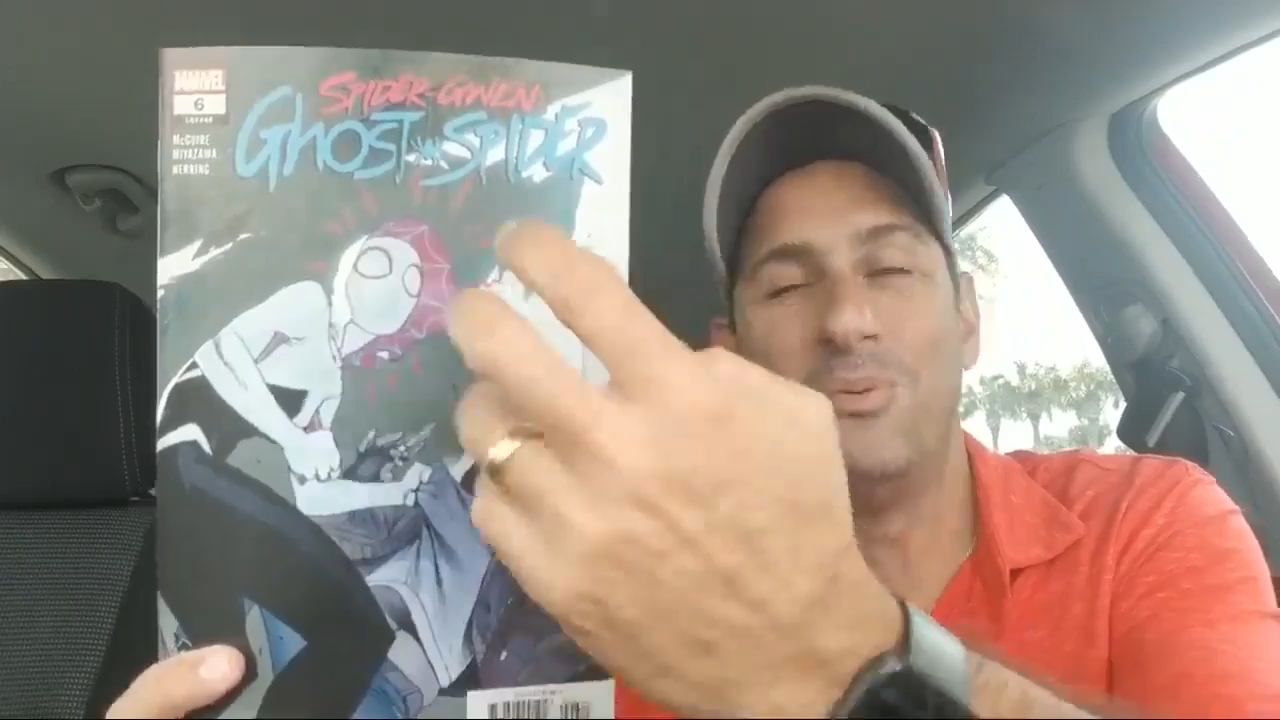 MARVEL
6
SPIDER-GWEN:
GHOST SPIDER
McGUIRE
MIYAZAWA
HERRING